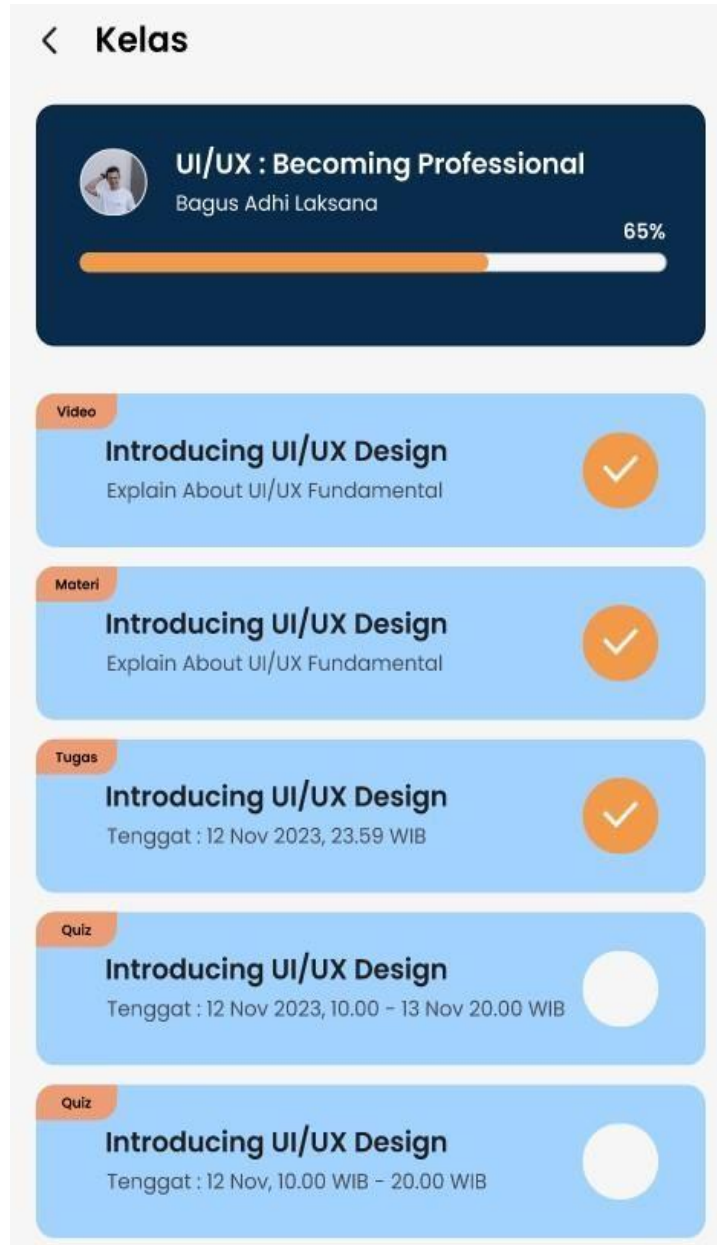 Kelas
UI/UX : Becoming Professional
Bagus Adhi Laksana
65%
Video
Introducing UI/UX Design
Explain About UI/UX Fundamental
Materi
Introducing UI/UX Design
Explain About UI/UX Fundamental
Tugas
Introducing UI/UX Design
Tenggat : 12 Nov 2023, 23.59 WIB
Quiz
Introducing UI/UX Design
Tenggat : 12 Nov 2023, 10.00 - 13 Nov 20.00 WIB
Quiz
Introducing UI/UX Design
Tenggat : 12 Nov, 10.00 WIB - 20.00 WIB